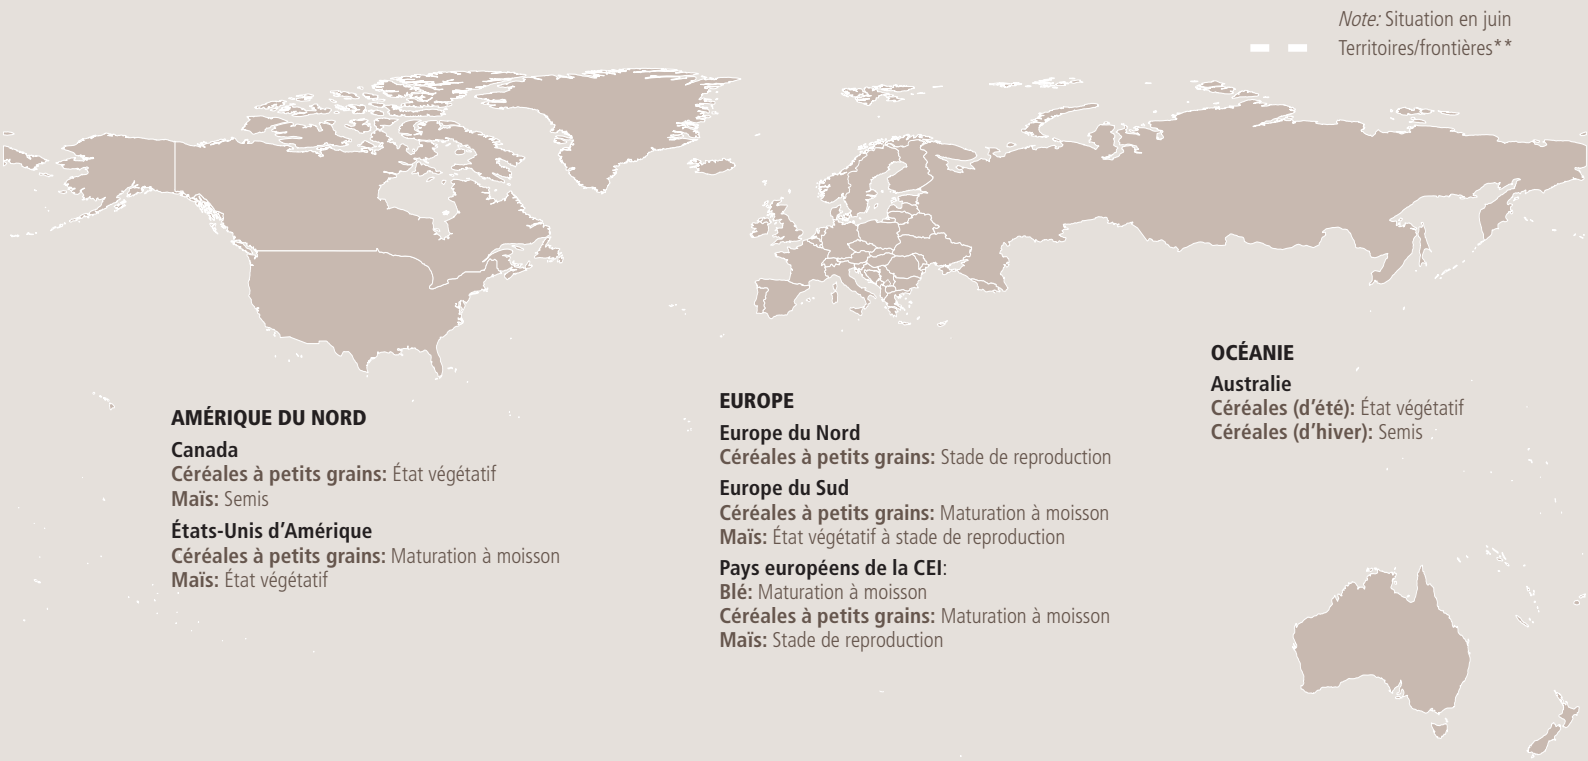 Note: Situation en juin
Territoires/frontières**
AMÉRIQUE DU NORD
Canada
Céréales à petits grains: État végétatif
Maïs: Semis
États-Unis d'Amérique
Céréales à petits grains: Maturation à moisson
Maïs: État végétatif
EUROPE
Europe du Nord
Céréales à petits grains: Stade de reproduction
Europe du Sud
Céréales à petits grains: Maturation à moisson
Maïs: État végétatif à stade de reproduction
Pays européens de la CEI:
Blé: Maturation à moisson
Céréales à petits grains: Maturation à moisson
Maïs: Stade de reproduction
OCÉANIE
Australie
Céréales (d'été): État végétatif
Céréales (d'hiver): Semis